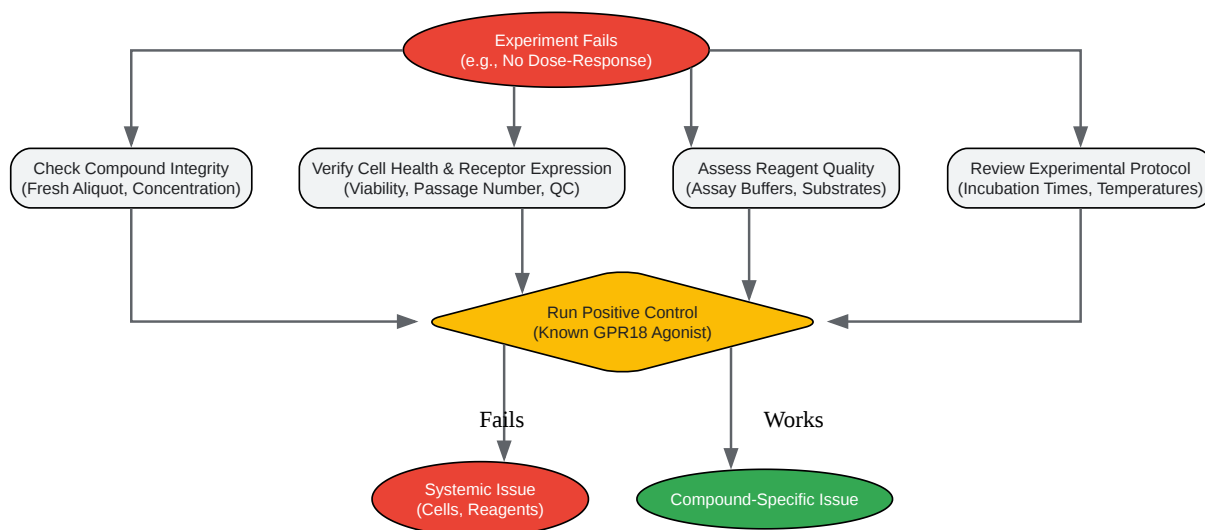 Experiment Fails
(e.g., No Dose-Response)
Check Compound Integrity
(Fresh Aliquot, Concentration)
Verify Cell Health & Receptor Expression
(Viability, Passage Number, QC)
Assess Reagent Quality
(Assay Buffers, Substrates)
Review Experimental Protocol
(Incubation Times, Temperatures)
Run Positive Control
(Known GPR18 Agonist)
Fails
Works
Systemic Issue
(Cells, Reagents)
Compound-Specific Issue